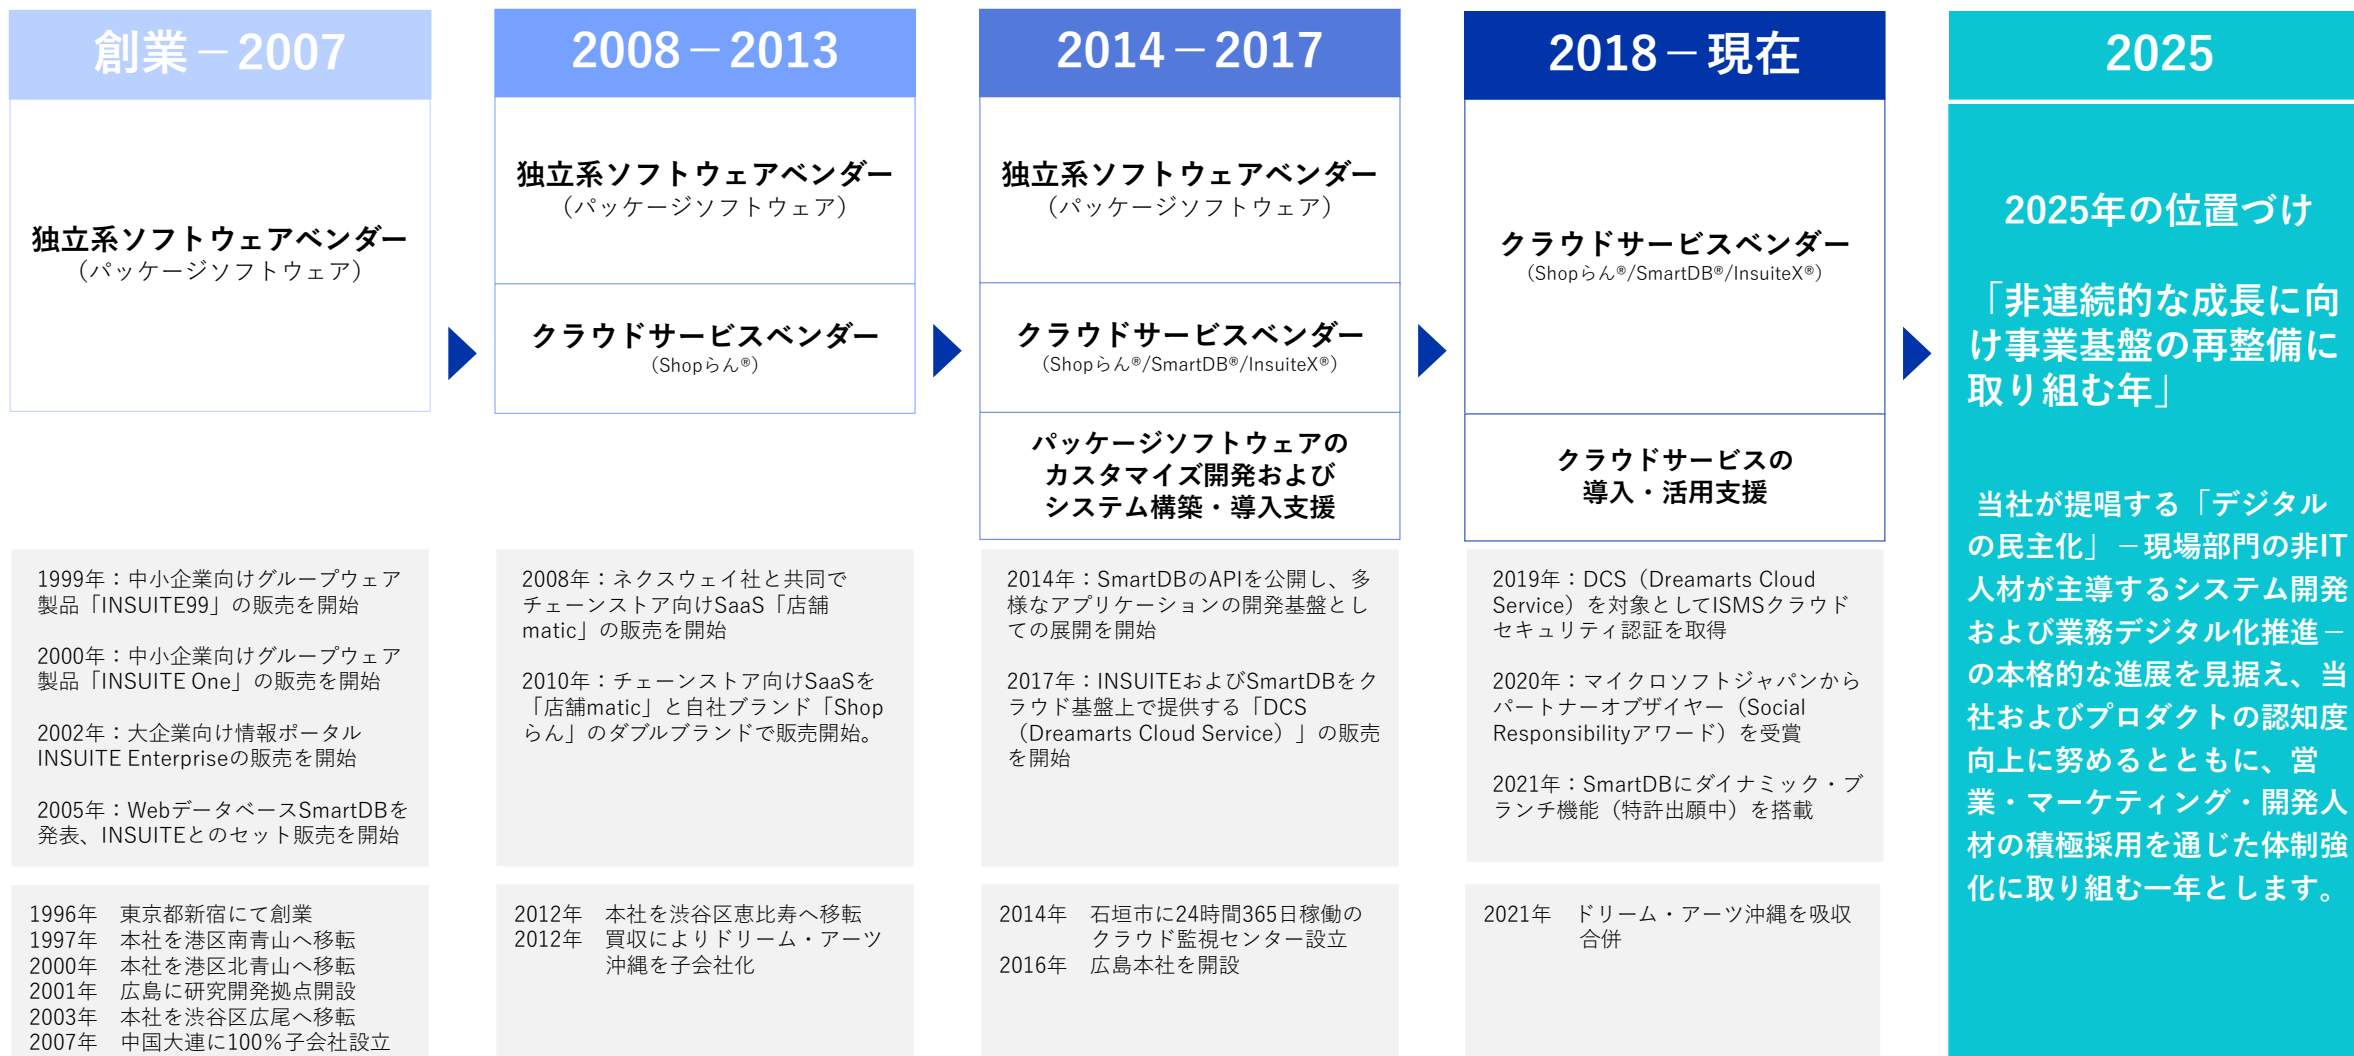 創業－2007
独立系ソフトウェアベンダー
（パッケージソフトウェア）
1999年：中小企業向けグループウェア
製品「INSUITE99」の販売を開始
2000年：中小企業向けグループウェア
製品「INSUITE One」の販売を開始
2002年：大企業向け情報ポータル
INSUITE Enterpriseの販売を開始
2005年：WebデータベースSmartDBを
発表、INSUITEとのセット販売を開始
1996年　東京都新宿にて創業
1997年　本社を港区南青山へ移転
2000年　本社を港区北青山へ移転
2001年　広島に研究開発拠点開設
2003年　本社を渋谷区広尾へ移転
2007年　中国大連に100％子会社設立
2008－2013
独立系ソフトウェアベンダー
（パッケージソフトウェア）
クラウドサービスベンダー
（Shopらん®）
2008年：ネクスウェイ社と共同で
チェーンストア向けSaaS「店舗
matic」の販売を開始
2010年：チェーンストア向けSaaSを
「店舗matic」と自社ブランド「Shop
らん」のダブルブランドで販売開始。
2012年　本社を渋谷区恵比寿へ移転
2012年　買収によりドリーム・アーツ
沖縄を子会社化
2014－2017
独立系ソフトウェアベンダー
（パッケージソフトウェア）
クラウドサービスベンダー
（Shopらん®/SmartDB®/InsuiteX®）
パッケージソフトウェアの
カスタマイズ開発および
システム構築・導入支援
2014年：SmartDBのAPIを公開し、多
様なアプリケーションの開発基盤とし
ての展開を開始
2017年：INSUITEおよびSmartDBをク
ラウド基盤上で提供する「DCS
（Dreamarts Cloud Service）」の販売
を開始
2014年　石垣市に24時間365日稼働の
クラウド監視センター設立
2016年　広島本社を開設
2018－現在
クラウドサービスベンダー
（Shopらん®/SmartDB®/InsuiteX®）
クラウドサービスの
導入・活用支援
2019年：DCS（Dreamarts Cloud
Service）を対象としてISMSクラウド
セキュリティ認証を取得
2020年：マイクロソフトジャパンから
パートナーオブザイヤー（Social
Responsibilityアワード）を受賞
2021年：SmartDBにダイナミック・ブ
ランチ機能（特許出願中）を搭載
2021年　ドリーム・アーツ沖縄を吸収
合併
2025
2025年の位置づけ
「非連続的な成長に向
け事業基盤の再整備に
取り組む年」
当社が提唱する「デジタル
の民主化」－現場部門の非IT
人材が主導するシステム開発
および業務デジタル化推進－
の本格的な進展を見据え、当
社およびプロダクトの認知度
向上に努めるとともに、営
業・マーケティング・開発人
材の積極採用を通じた体制強
化に取り組む一年とします。